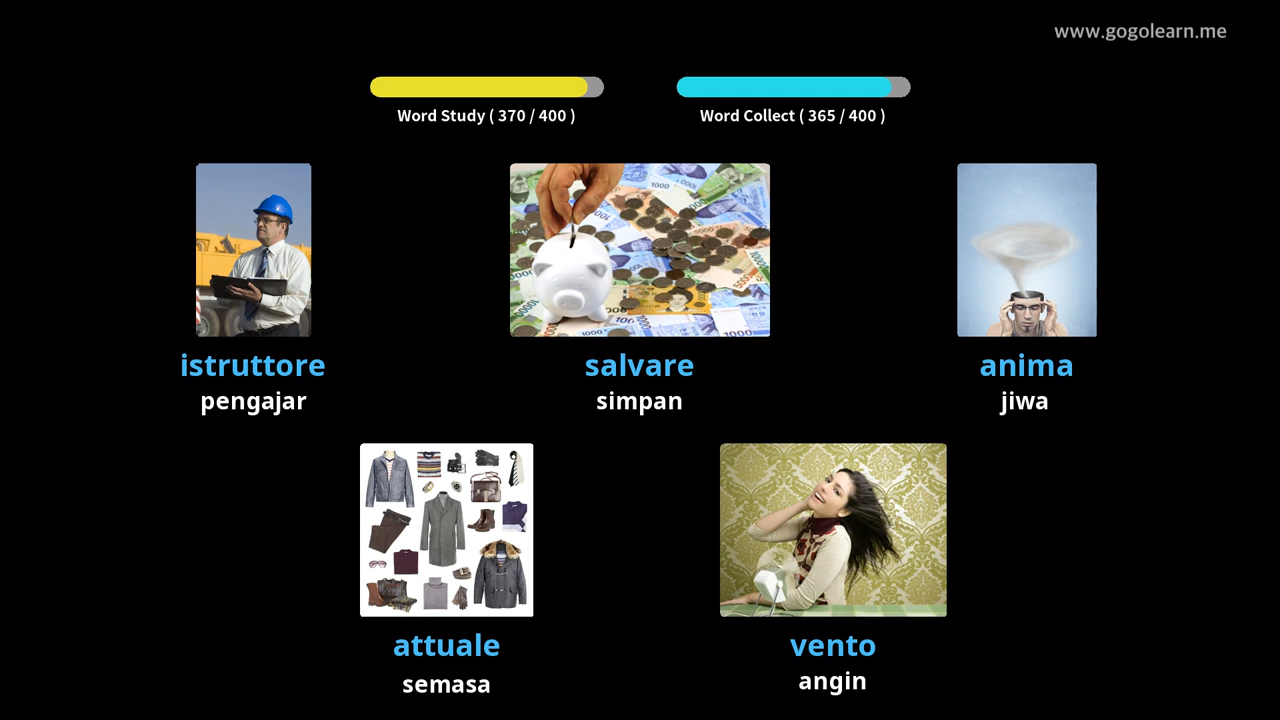 www.gogolearn.me
Word Study ( 370 / 400 )
Word Collect ( 365 / 400 )
istruttore
pengajar
salvare
simpan
anima
jiwa
attuale
semasa
vento
angin